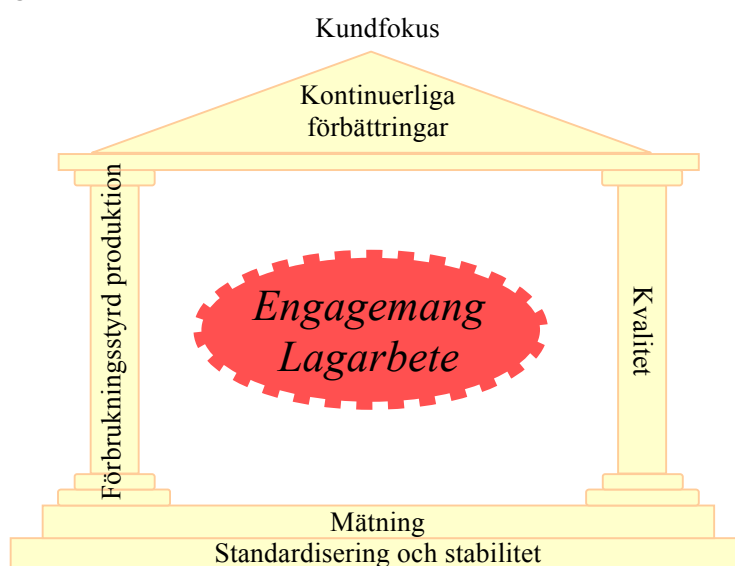 Kundfokus
Kontinuerliga
förbättringar
Förbrukningsstyrd produktion
Engagemang
Lagarbete
Kvalitet
Mätning
Standardisering och stabilitet